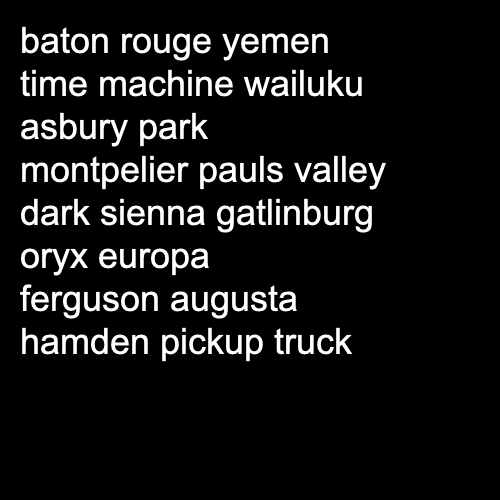 baton rouge yemen
time machine wailuku
asbury park
montpelier pauls valley
dark sienna gatlinburg
oryx europa
ferguson augusta
hamden pickup truck